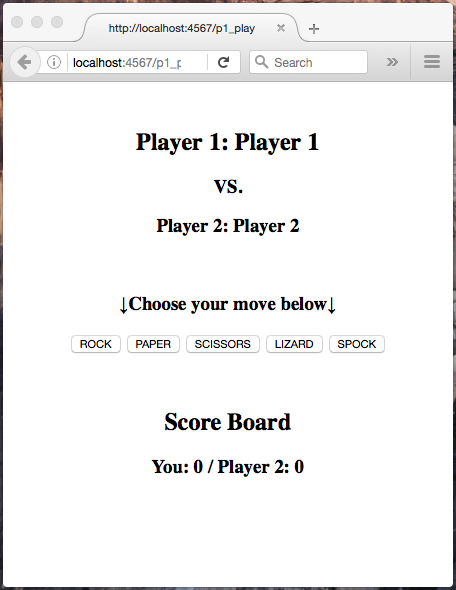 http://localhost:4567/p1_play
localhost:4567/p1_p
Search
Player 1: Player 1
vs.
Player 2: Player 2
↓Choose your move below↓
ROCK PAPER SCISSORS LIZARD SPOCK
Score Board
You: 0 / Player 2: 0